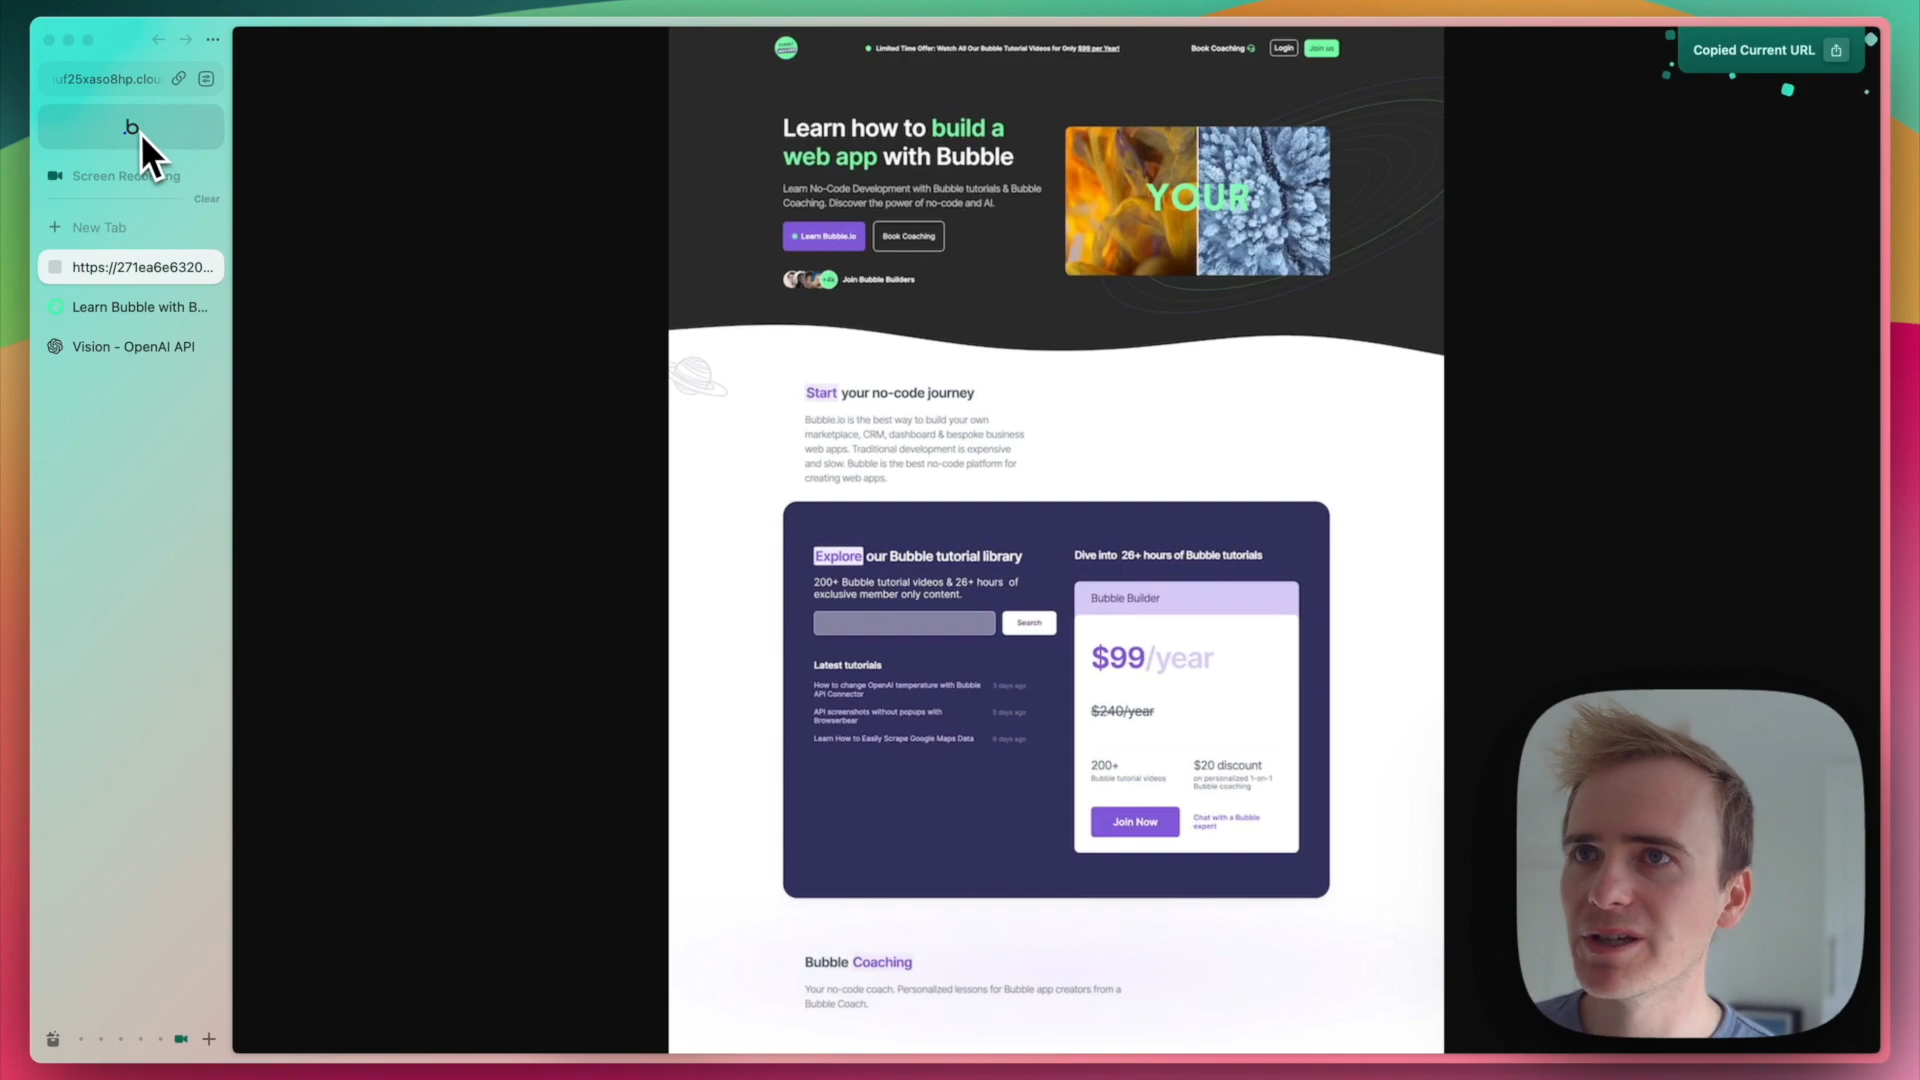 uf25xaso8hp.clou
.b
Screen Recording
Clear
New Tab
https://271ea6e6320...
Learn Bubble with B...
Vision - OpenAI API
Limited Time Offer: Watch All Our Bubble Tutorial Videos for Only $99 per Year!
Book Coaching
Login
Join us
Copied Current URL
Learn how to build a
web app with Bubble
Learn No-Code Development with Bubble tutorials & Bubble
Coaching. Discover the power of no-code and AI.
Learn Bubble.io
Book Coaching
Join Bubble Builders
YOUR
Start your no-code journey
Bubble.io is the best way to build your own
marketplace, CRM, dashboard & bespoke business
web apps. Traditional development is expensive
and slow. Bubble is the best no-code platform for
creating web apps.
Explore our Bubble tutorial library
200+ Bubble tutorial videos & 26+ hours of
exclusive member only content.
Search
Latest tutorials
How to change OpenAI temperature with Bubble
API Connector
3 days ago
API screenshots without popups with
Browserbear
5 days ago
Learn How to Easily Scrape Google Maps Data
6 days ago
Dive into 26+ hours of Bubble tutorials
Bubble Builder
$99/year
$240/year
200+
Bubble tutorial videos
$20 discount
on personalized 1-on-1
Bubble coaching
Join Now
Chat with a Bubble
expert
Bubble Coaching
Your no-code coach. Personalized lessons for Bubble app creators from a
Bubble Coach.